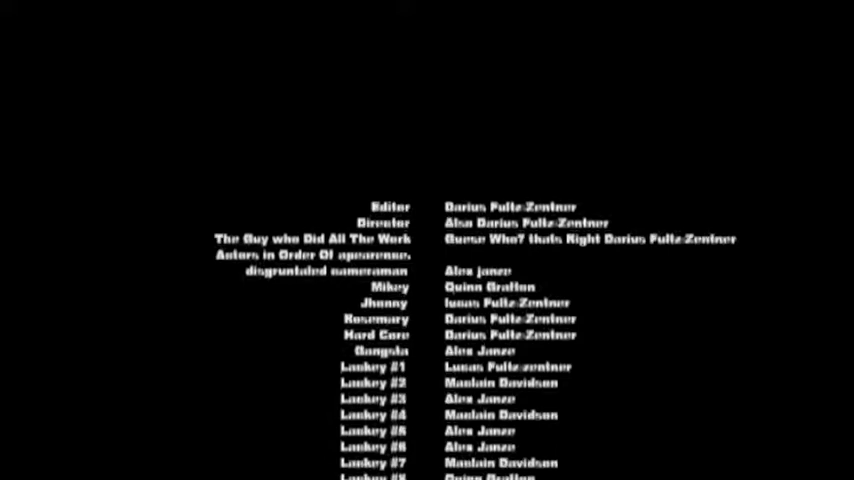 Editor Darius Fultz-Zentner
Director Also Darius Fultz-Zentner
The Guy who Did All The Work Guess Who? thats Right Darius Fultz-Zentner
Actors in Order Of apearence.
disgruntaled cameraman Alex janze
Mikey Quinn Grafton
Jhonny lucas Fultz-Zentner
Rosemary Darius Fultz-Zentner
Hard Core Darius Fultz-Zentner
Gangsta Alex Janze
Lackey #1 Lucas Fultz-zentner
Lackey #2 Davidson
Lackey #3 Alex Janze
Lackey #4 Davidson
Lackey #5 Alex Janze
Lackey #6 Alex Janze
Lackey #7 Davidson
Lackey #8 Quinn Grafton